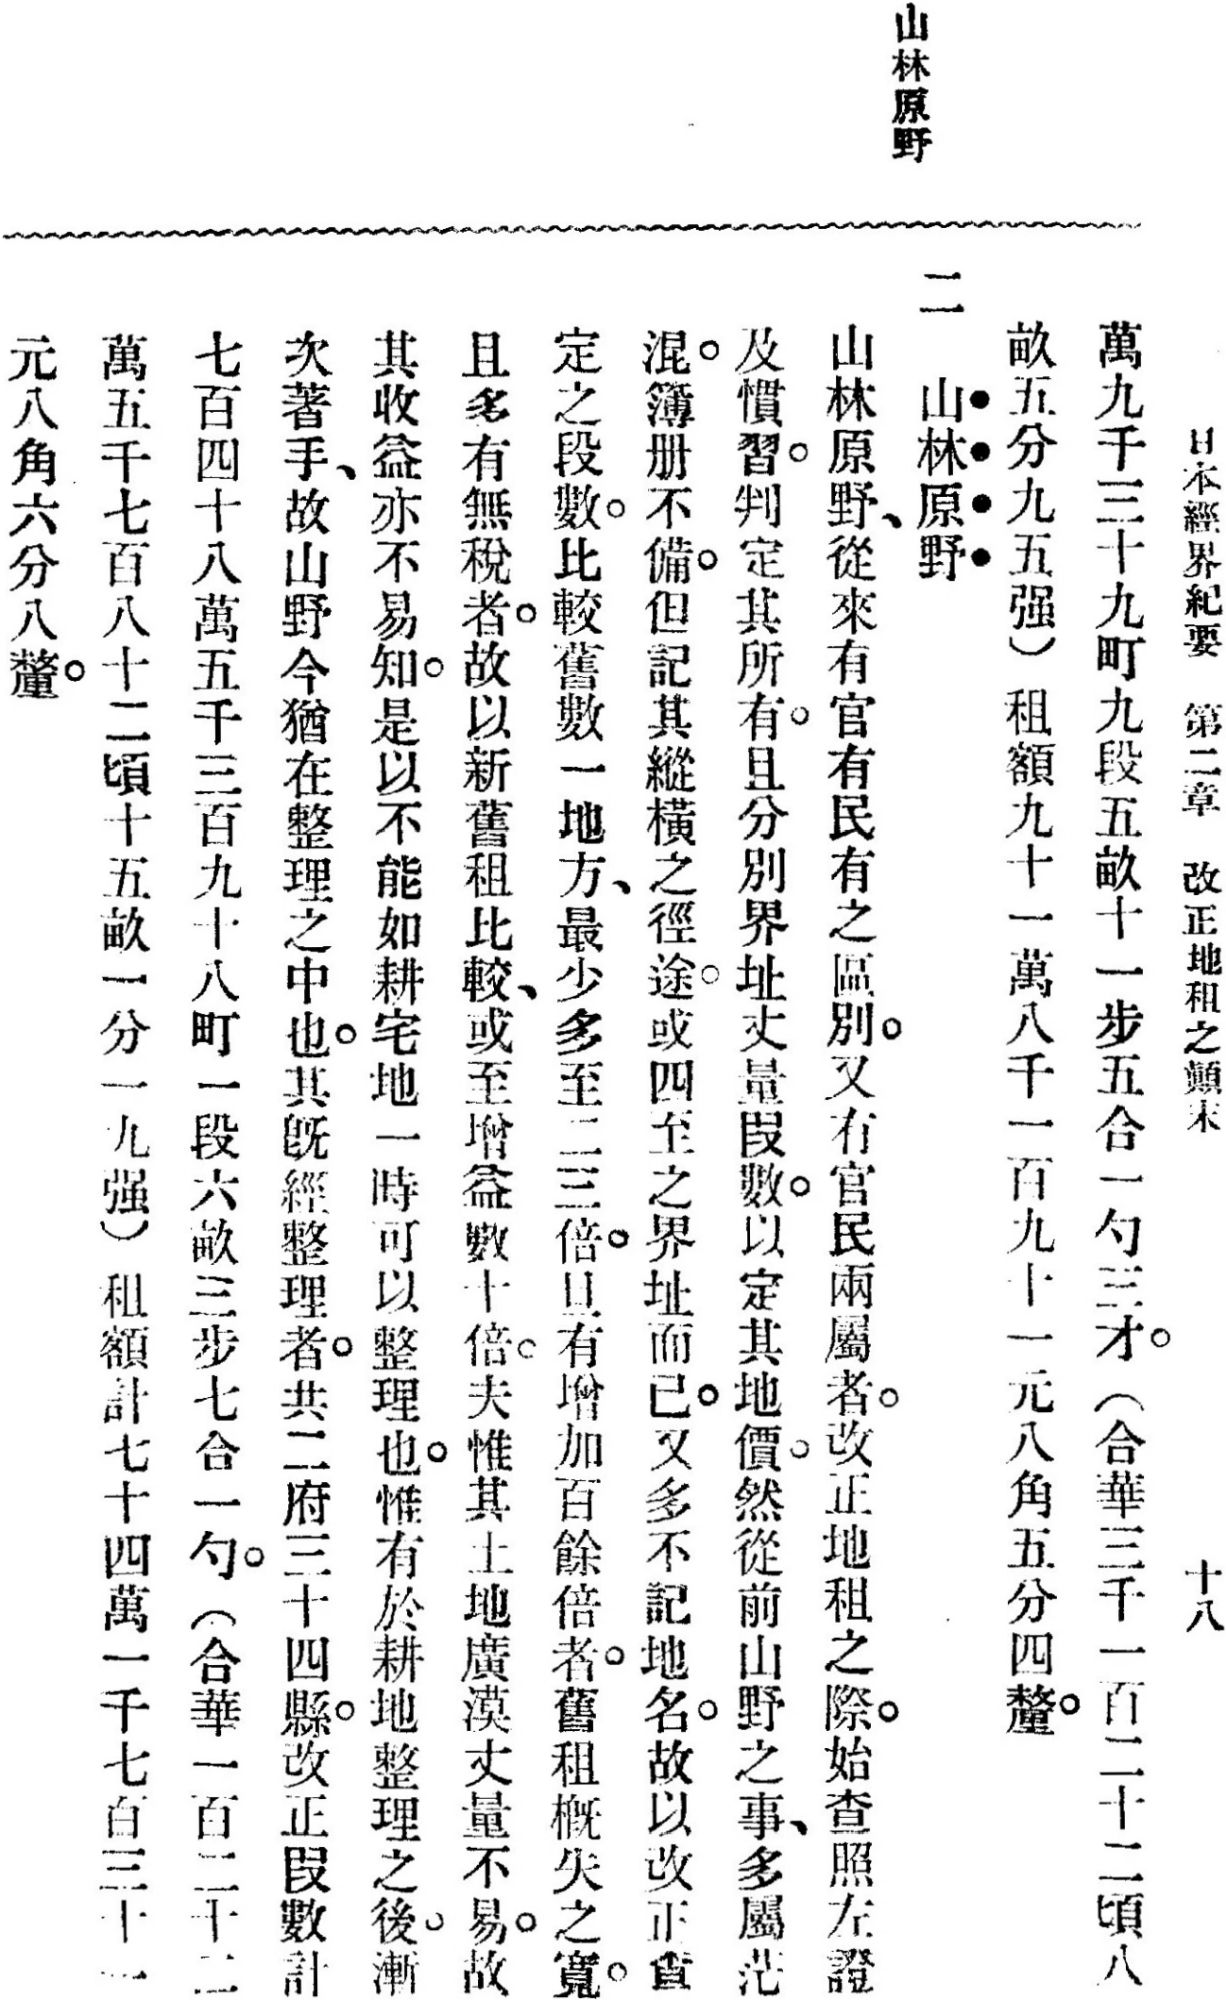 日本經界紀要　第二章　改正地租之顚末　十八
山林原野
萬九千三十九町九段五畝十一步五合一勺三才。（合華三千一百二十二頃八
畝五分九五强）租額九十一萬八千一百九十一元八角五分四釐。
二　山林原野
山林原野、從來有官有民有之區別。又有官民兩屬者。改正地租之際。始查照左證
及慣習。判定其所有。且分別界址丈量段數。以定其地價。然從前山野之事、多屬茫
混。簿册不備。但記其縱橫之徑途。或四至之界址而已。又多不記地名。故以改正查
定之段數。比較舊數一地方、最少多至二三倍。且有增加百餘倍者。舊租概失之寬。
且多有無稅者。故以新舊租比較、或至增益數十倍。夫惟其土地廣漠丈量不易。故
其收益亦不易知。是以不能如耕宅地一時可以整理也。惟有於耕地整理之後。漸
次著手、故山野今猶在整理之中也。其旣經整理者。共二府三十四縣。改正段數計
七百四十八萬五千三百九十八町一段六畝三步七合一勺。（合華一百二十二
萬五千七百八十二頃十五畝一分一九强）租額計七十四萬一千七百三十一
元八角六分八釐。